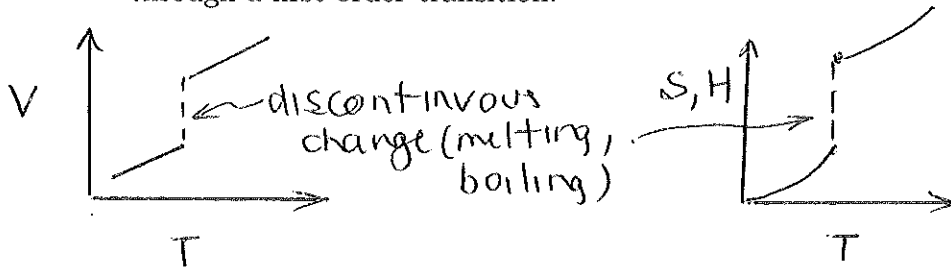 through a first order transition.
V
discontinuous
change (melting,
boiling)
T
S, H
T